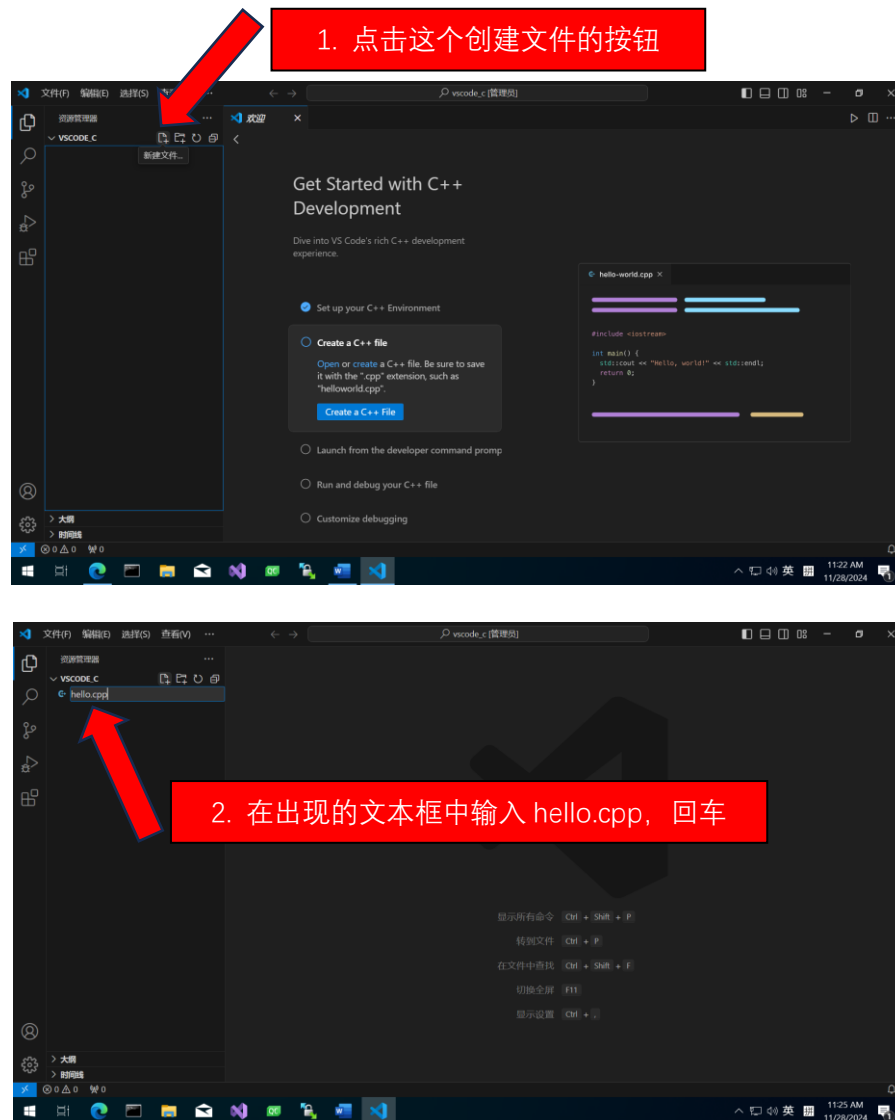 1. 点击这个创建文件的按钮
文件(F) 编辑(E) 选择(S) ··· vscode_c [管理员]
资源管理器 ··· 欢迎
VSCODE_C
新建文件...
Get Started with C++
Development
Dive into VS Code's rich C++ development
experience.
hello-world.cpp
Set up your C++ Environment
#include <iostream>
Create a C++ file
int main() {
Open or create a C++ file. Be sure to save
std::cout << "Hello, world!" << std::endl;
it with the ".cpp" extension, such as
return 0;
"helloworld.cpp".
}
Create a C++ File
Launch from the developer command promp
Run and debug your C++ file
Customize debugging
大纲
时间线
0 0 0
英
11:22 AM
11/28/2024
文件(F) 编辑(E) 选择(S) 查看(V) ··· vscode_c [管理员]
资源管理器 ···
VSCODE_C
hello.cpp
2. 在出现的文本框中输入 hello.cpp，回车
显示所有命令 Ctrl + Shift + P
转到文件 Ctrl + P
在文件中查找 Ctrl + Shift + F
切换全屏 F11
显示设置 Ctrl + ,
大纲
时间线
0 0 0
英
11:25 AM
11/28/2024